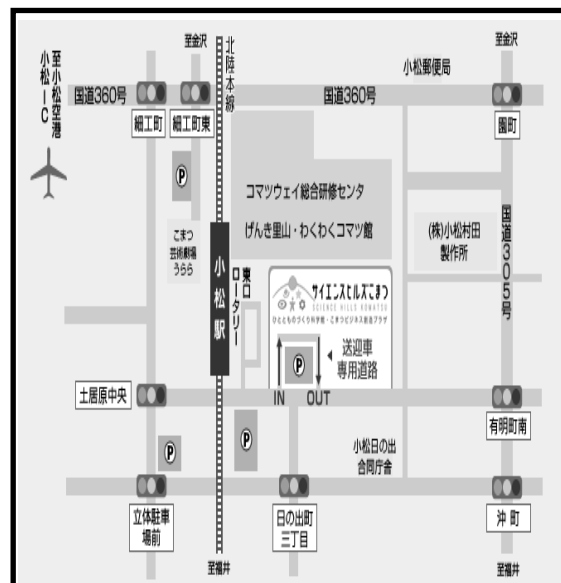 至金沢
北陸本線
小松郵便局
至金沢
至小松空港
小松IC
国道360号
国道360号
細工町
細工町東
園町
P
コマツウェイ総合研修センタ
げんき里山・わくわくコマツ館
こまつ
芸術劇場
うらら
(株)小松村田
製作所
国道305号
小松駅
東口
ロータリー
サイエンスヒルズこまつ
SCIENCE HILLS KOMATSU
ひととものづくり科学館・こまつビジネス創造プラザ
P
送迎車
専用道路
IN OUT
土居原中央
有明町南
P
P
小松日の出
合同庁舎
立体駐車
場前
日の出町
三丁目
沖町
至福井
至福井